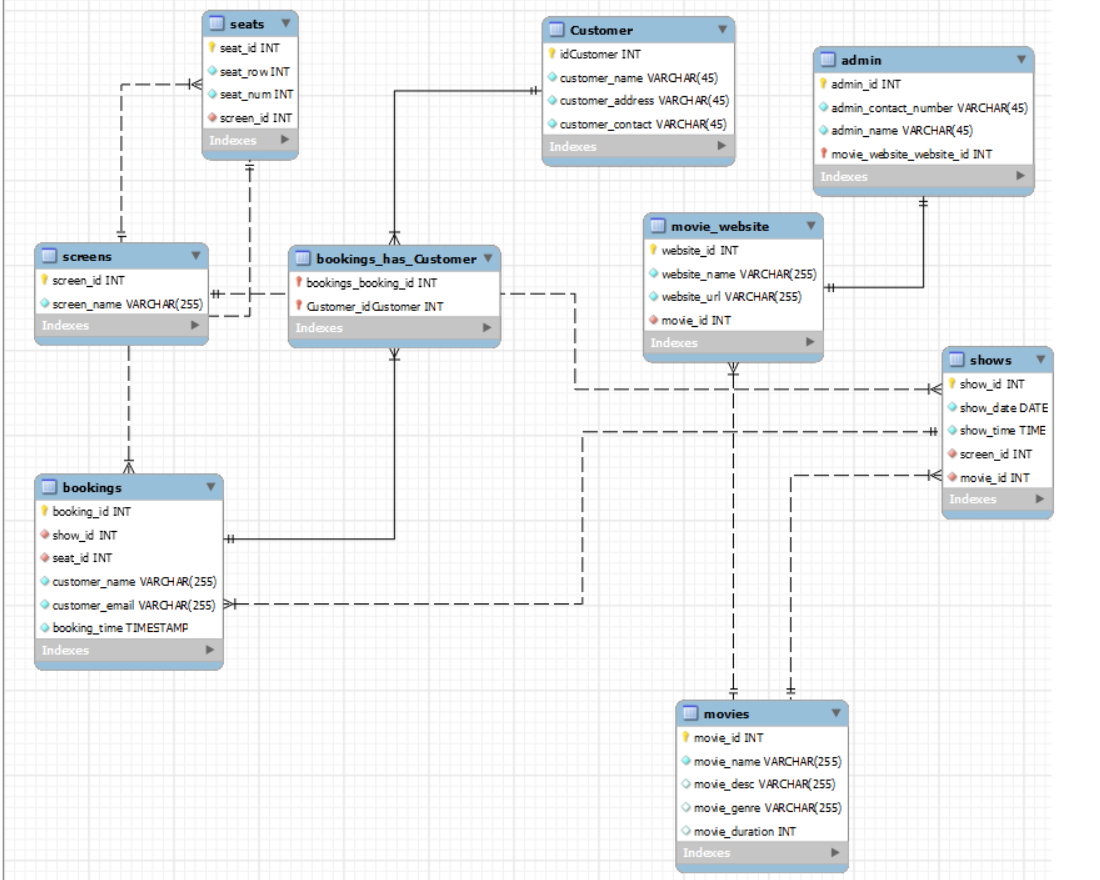 seats
seat_id INT
seat_row INT
seat_num INT
screen_id INT
Indexes
Customer
idCustomer INT
customer_name VARCHAR(45)
customer_address VARCHAR(45)
customer_contact VARCHAR(45)
Indexes
admin
admin_id INT
admin_contact_number VARCHAR(45)
admin_name VARCHAR(45)
movie_website_website_id INT
Indexes
screens
screen_id INT
screen_name VARCHAR(255)
Indexes
bookings_has_Customer
bookings_booking_id INT
Customer_idCustomer INT
Indexes
movie_website
website_id INT
website_name VARCHAR(255)
website_url VARCHAR(255)
movie_id INT
Indexes
shows
show_id INT
show_date DATE
show_time TIME
screen_id INT
movie_id INT
Indexes
bookings
booking_id INT
show_id INT
seat_id INT
customer_name VARCHAR(255)
customer_email VARCHAR(255)
booking_time TIMESTAMP
Indexes
movies
movie_id INT
movie_name VARCHAR(255)
movie_desc VARCHAR(255)
movie_genre VARCHAR(255)
movie_duration INT
Indexes